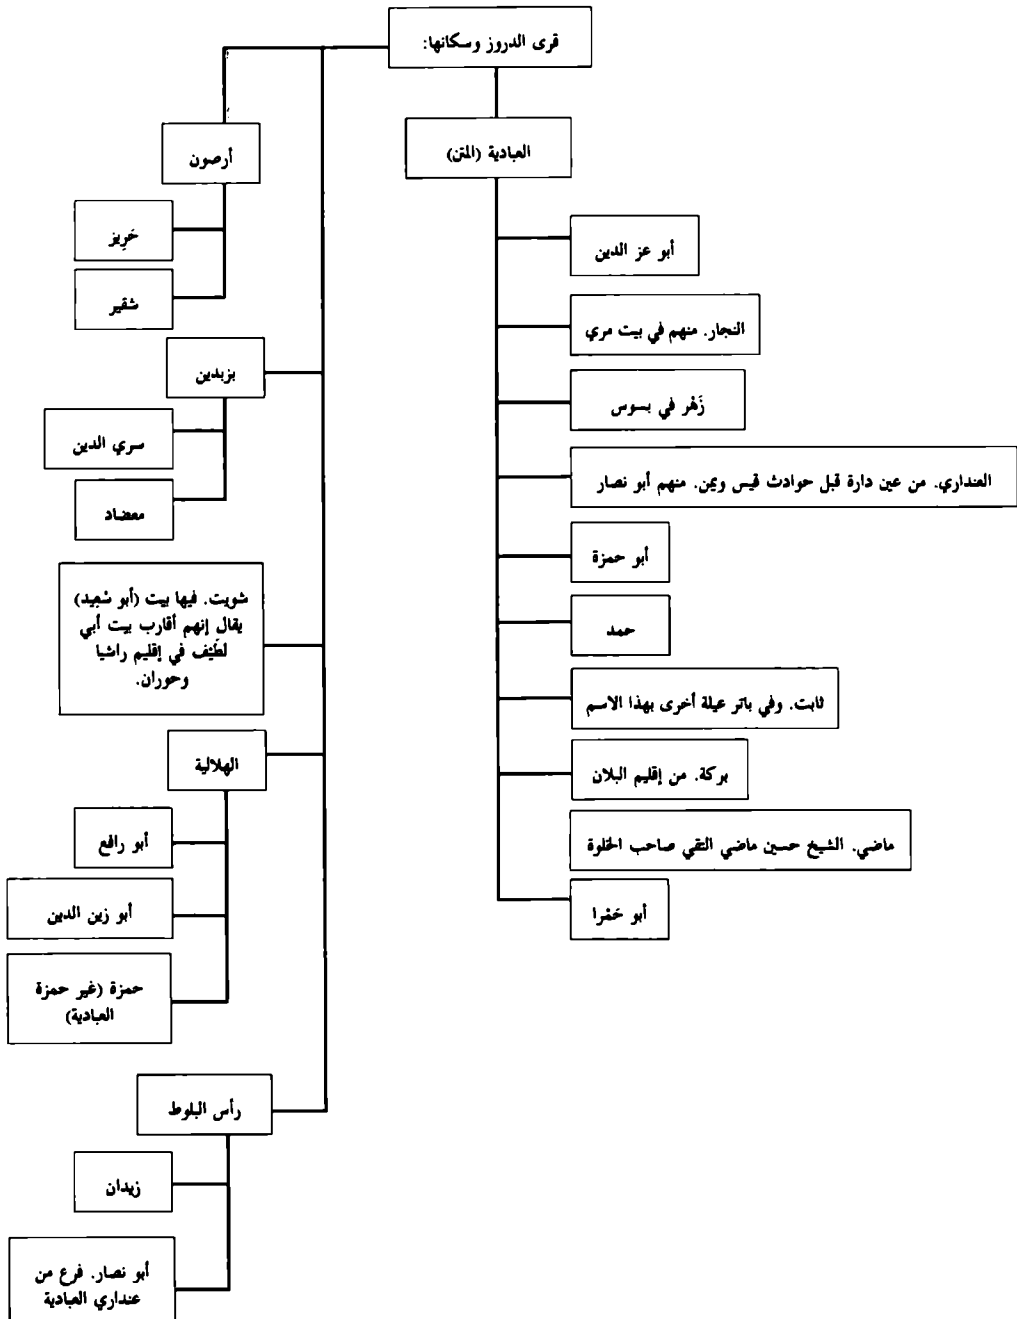 قرى الدروز وسكانها:
العبادية (المتن)
أبو عز الدين
النجار. منهم في بيت مري
زَهْر في بسوس
العنداري. من عين دارة قبل حوادث قيس ويمن. منهم أبو نصار
أبو حمزة
حمد
ثابت. وفي باتر عيلة أخرى بهذا الاسم
بركة. من إقليم البلان
ماضي. الشيخ حسين ماضي التقي صاحب الخلوة
أبو حَمْرا
أرصون
حَرِيز
شقير
بزبدين
سري الدين
معضاد
شويت. فيها بيت (أبو سْعِيد)
يقال إنهم أقارب بيت أبي
لطَيْف في إقليم راشيا
وحوران.
الهلالية
أبو رافع
أبو زين الدين
حمزة (غير حمزة
العبادية)
رأس البلوط
زيدان
أبو نصار. فرع من
عنداري العبادية